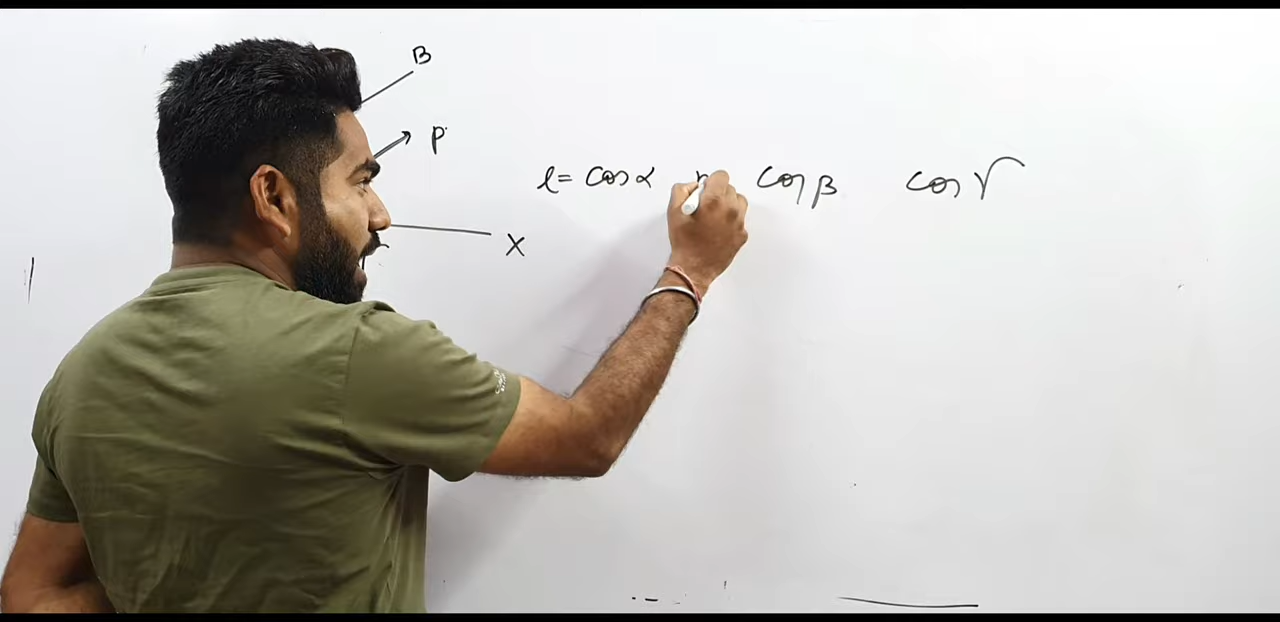 B
P
l = cos α cos β cos γ
X